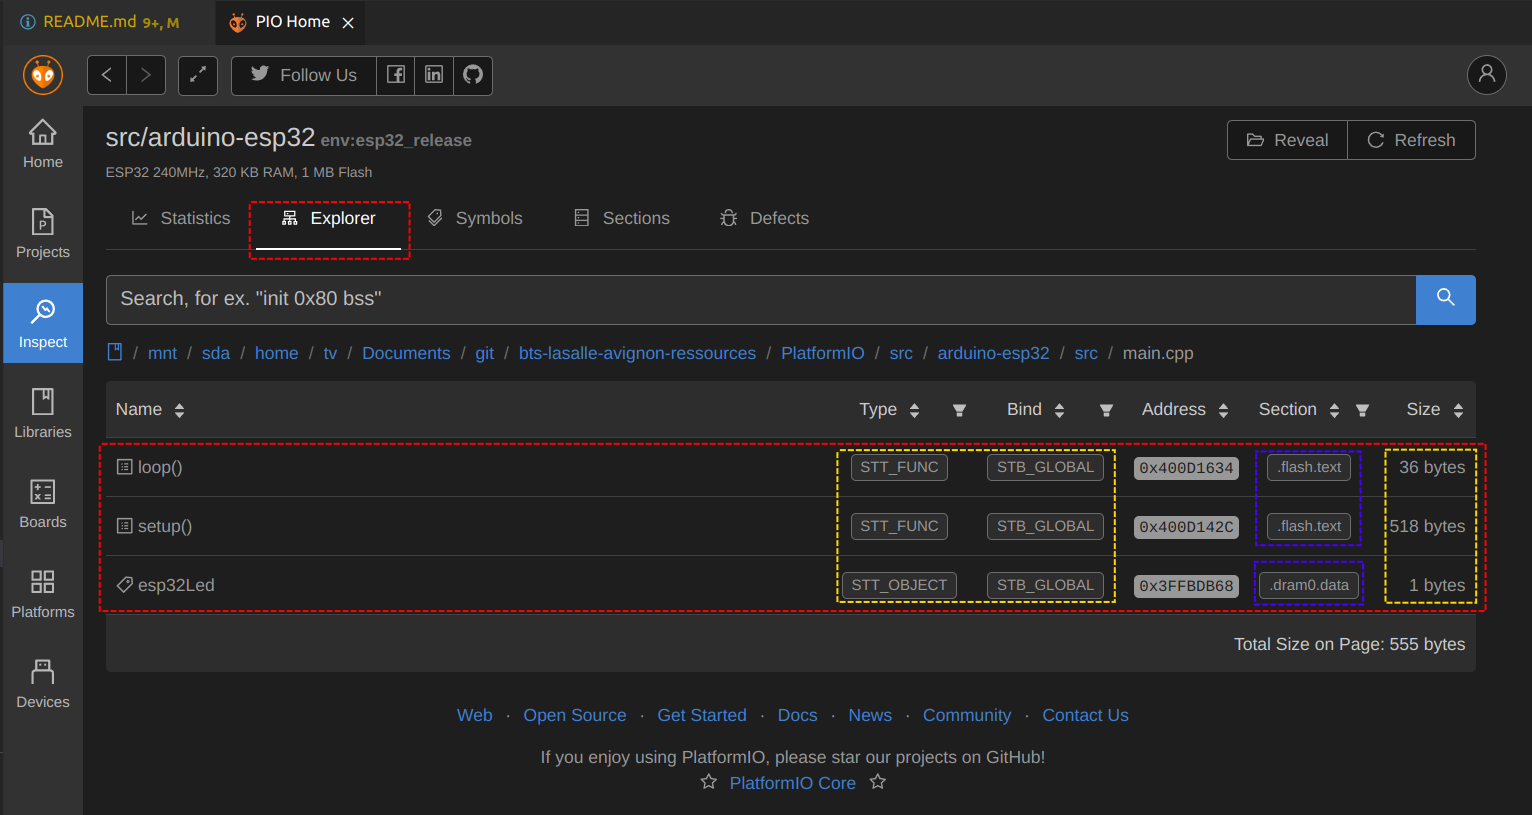 README.md 9+, M
PIO Home
Follow Us
src/arduino-esp32 env:esp32_release
Reveal
Refresh
ESP32 240MHz, 320 KB RAM, 1 MB Flash
Home
Projects
Inspect
Libraries
Boards
Platforms
Devices
Statistics
Explorer
Symbols
Sections
Defects
Search, for ex. "init 0x80 bss"
/ mnt / sda / home / tv / Documents / git / bts-lasalle-avignon-ressources / PlatformIO / src / arduino-esp32 / src / main.cpp
Name Type Bind Address Section Size
loop() STT_FUNC STB_GLOBAL 0x400D1634 .flash.text 36 bytes
setup() STT_FUNC STB_GLOBAL 0x400D142C .flash.text 518 bytes
esp32Led STT_OBJECT STB_GLOBAL 0x3FFBDB68 .dram0.data 1 bytes
Total Size on Page: 555 bytes
Web · Open Source · Get Started · Docs · News · Community · Contact Us
If you enjoy using PlatformIO, please star our projects on GitHub!
PlatformIO Core